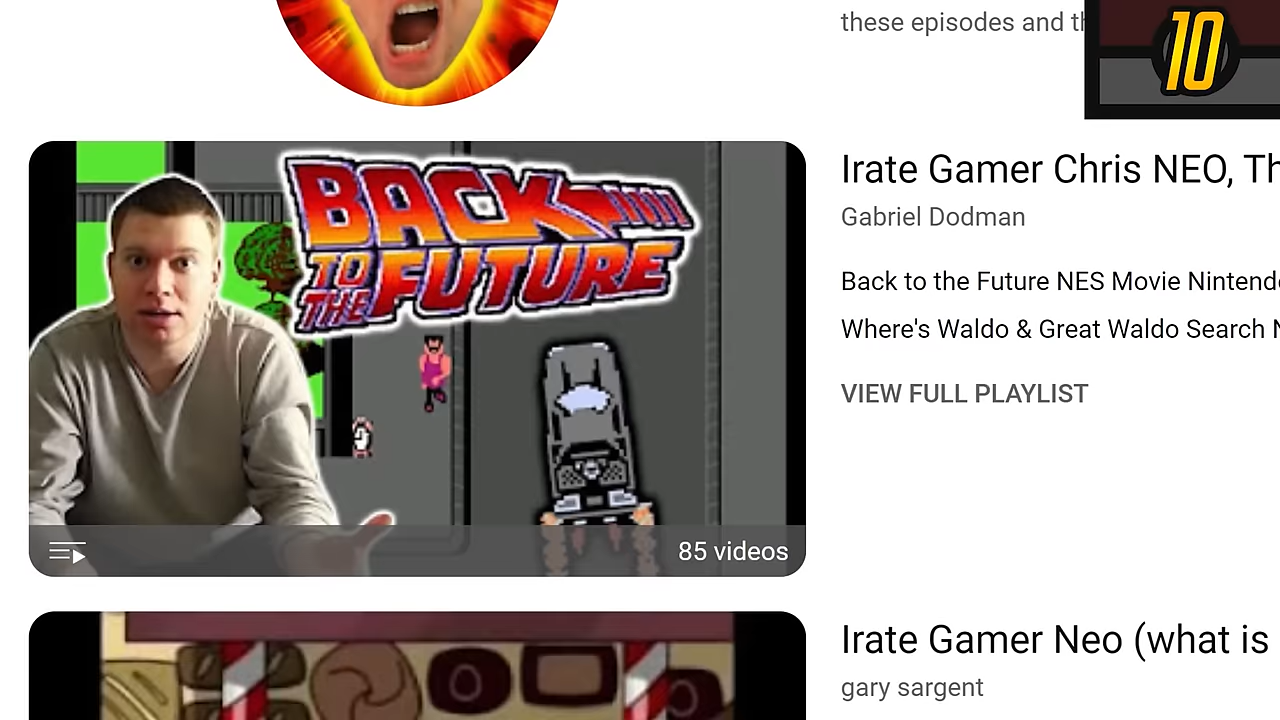 these episodes and th
10
BACK
TO THE FUTURE
85 videos
Irate Gamer Chris NEO, Th
Gabriel Dodman
Back to the Future NES Movie Nintend
Where's Waldo & Great Waldo Search N
VIEW FULL PLAYLIST
Irate Gamer Neo (what is
gary sargent